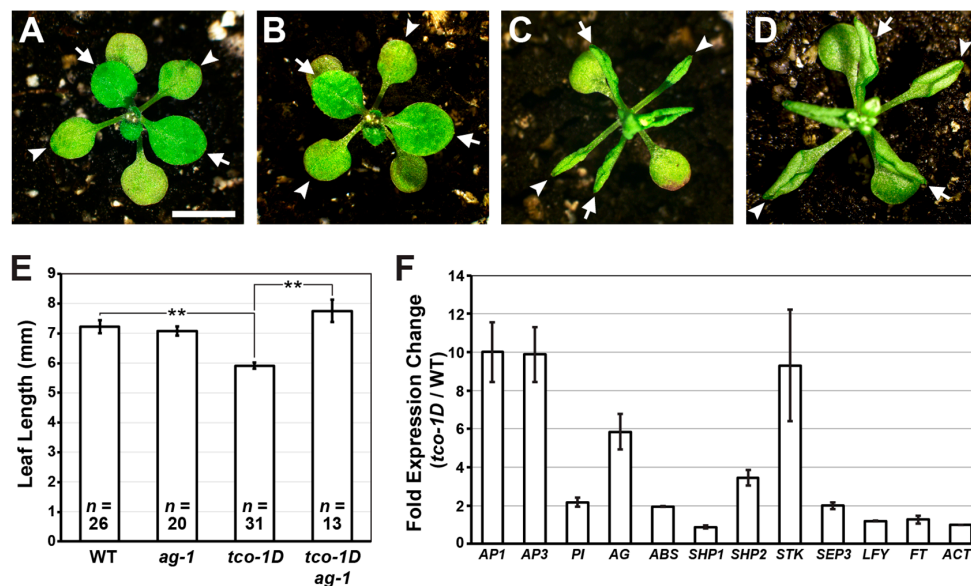 A
B
C
D
E
Leaf Length (mm)
9
8
7
6
5
4
3
2
1
0
**
**
n = 26
n = 20
n = 31
n = 13
WT
ag-1
tco-1D
tco-1D ag-1
F
Fold Expression Change
(tco-1D / WT)
14
12
10
8
6
4
2
0
AP1 AP3 PI AG ABS SHP1 SHP2 STK SEP3 LFY FT ACT